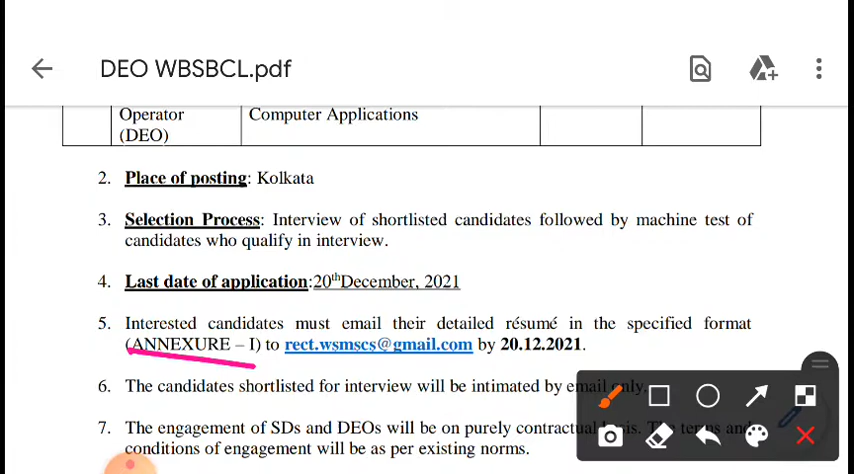 DEO WBSBCL.pdf
Operator
(DEO)
Computer Applications
2. Place of posting: Kolkata
3. Selection Process: Interview of shortlisted candidates followed by machine test of
candidates who qualify in interview.
4. Last date of application:20thDecember, 2021
5. Interested candidates must email their detailed résumé in the specified format
(ANNEXURE – I) to rect.wsmscs@gmail.com by 20.12.2021.
6. The candidates shortlisted for interview will be intimated by email only.
7. The engagement of SDs and DEOs will be on purely contractual basis. The terms and
conditions of engagement will be as per existing norms.